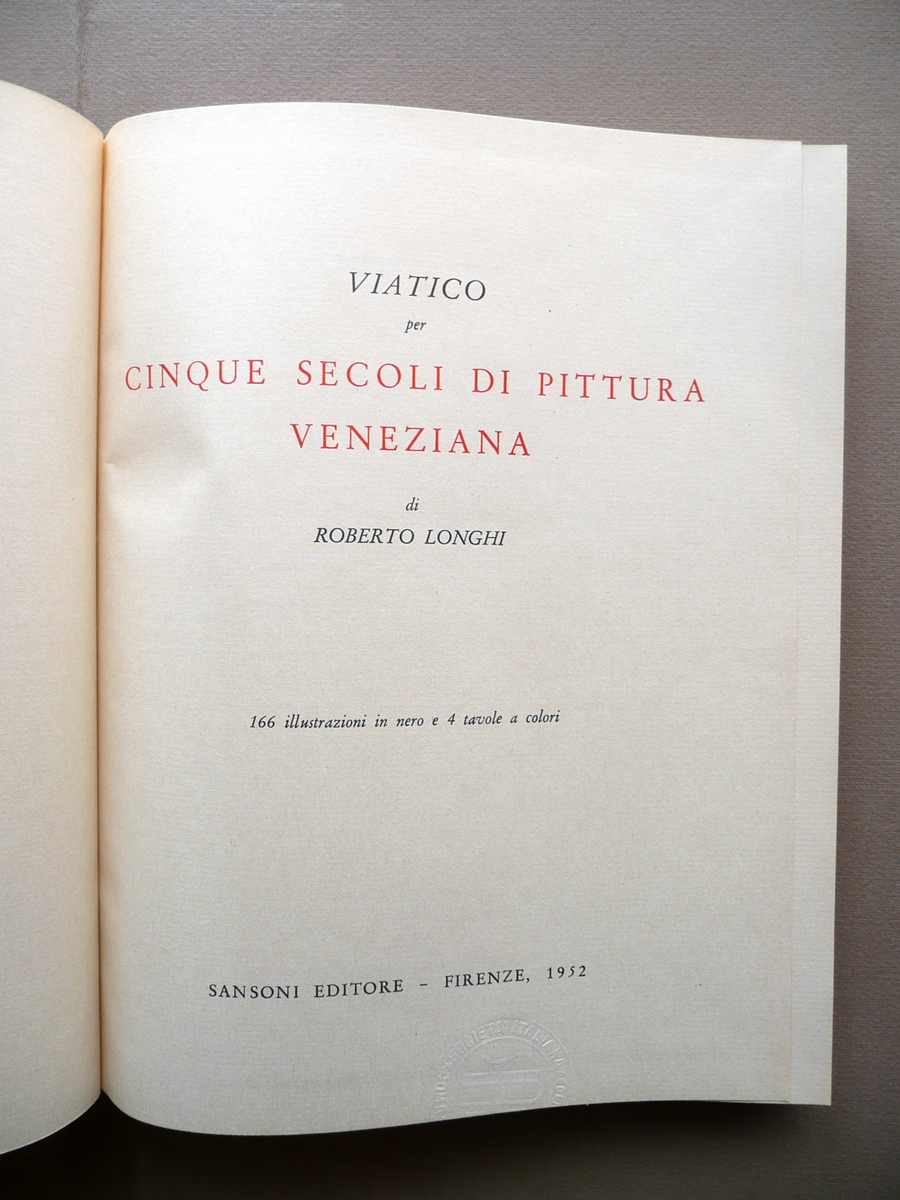 VIATICO
per
CINQUE SECOLI DI PITTURA
VENEZIANA
di
ROBERTO LONGHI
166 illustrazioni in nero e 4 tavole a colori
SANSONI EDITORE – FIRENZE, 1952